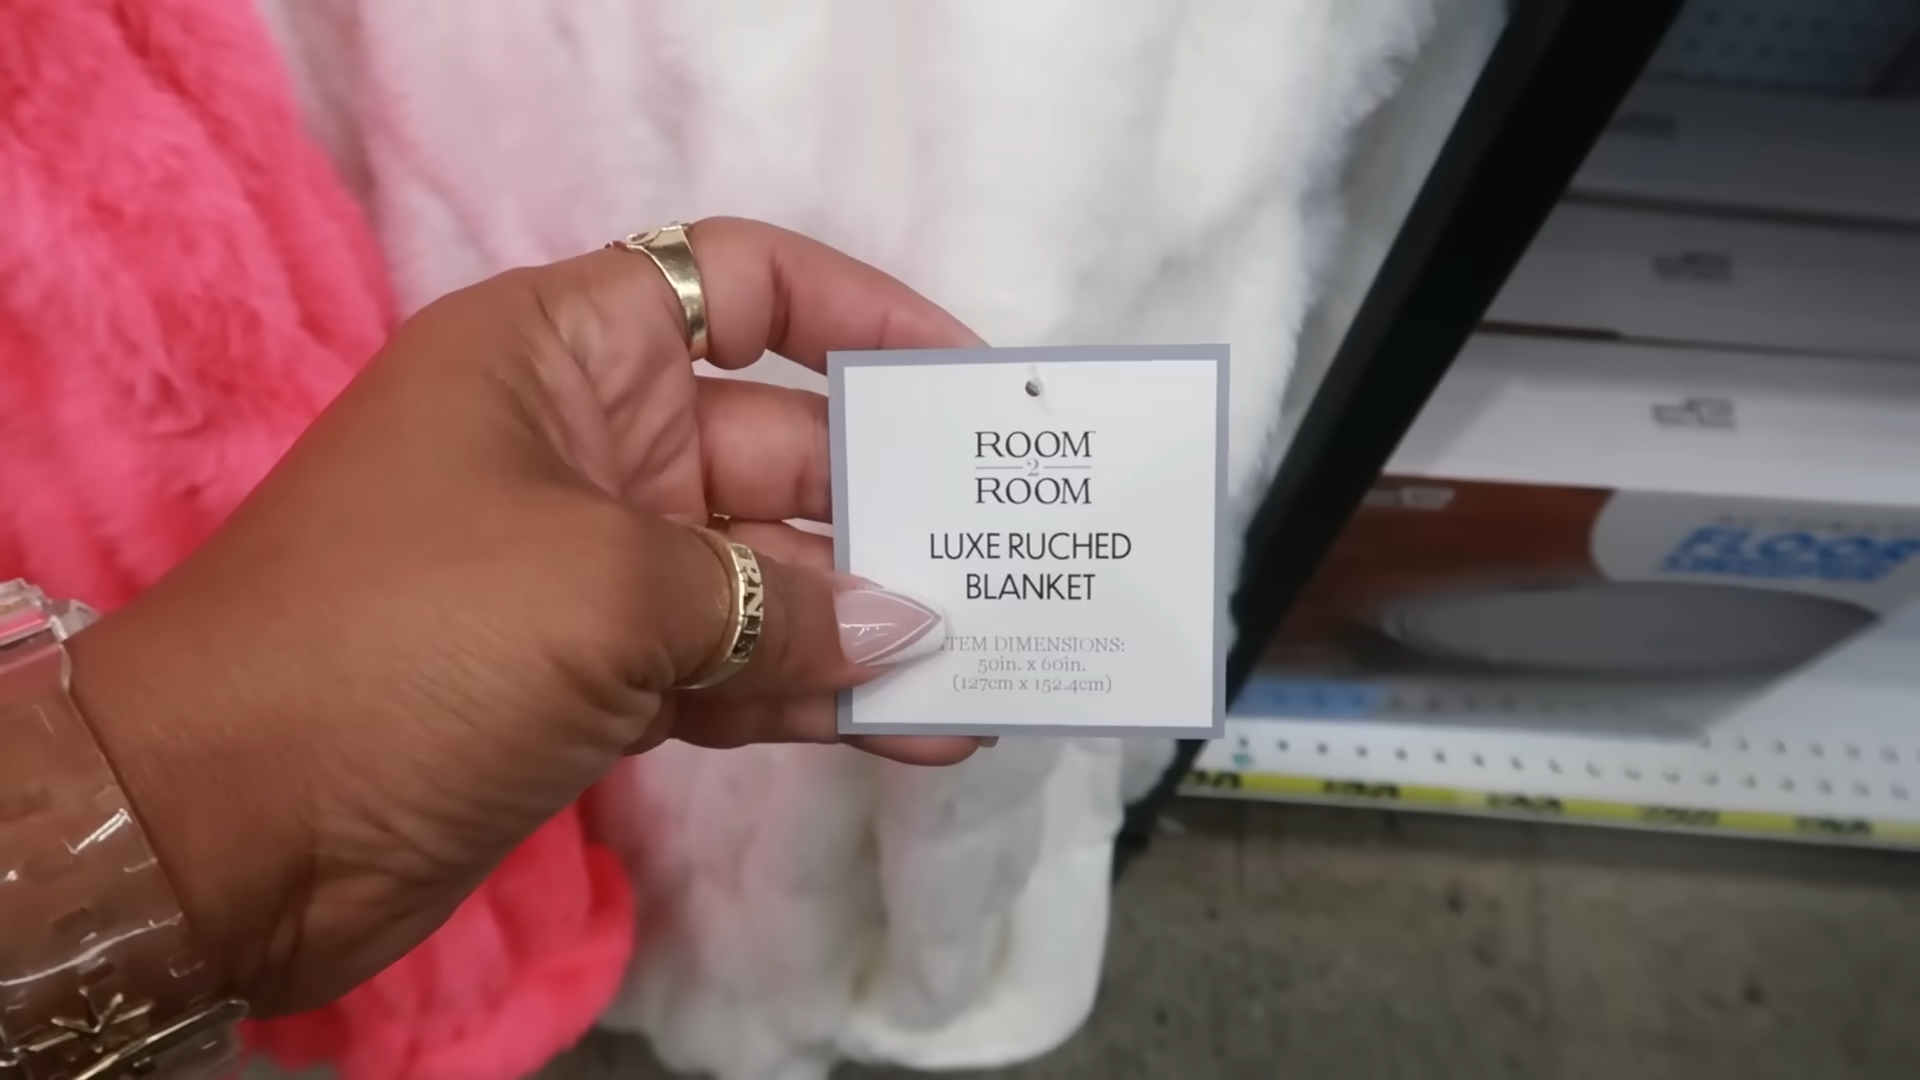 ROOM
2
ROOM
LUXE RUCHED
BLANKET
ITEM DIMENSIONS:
50in. x 60in.
(127cm x 152.4cm)